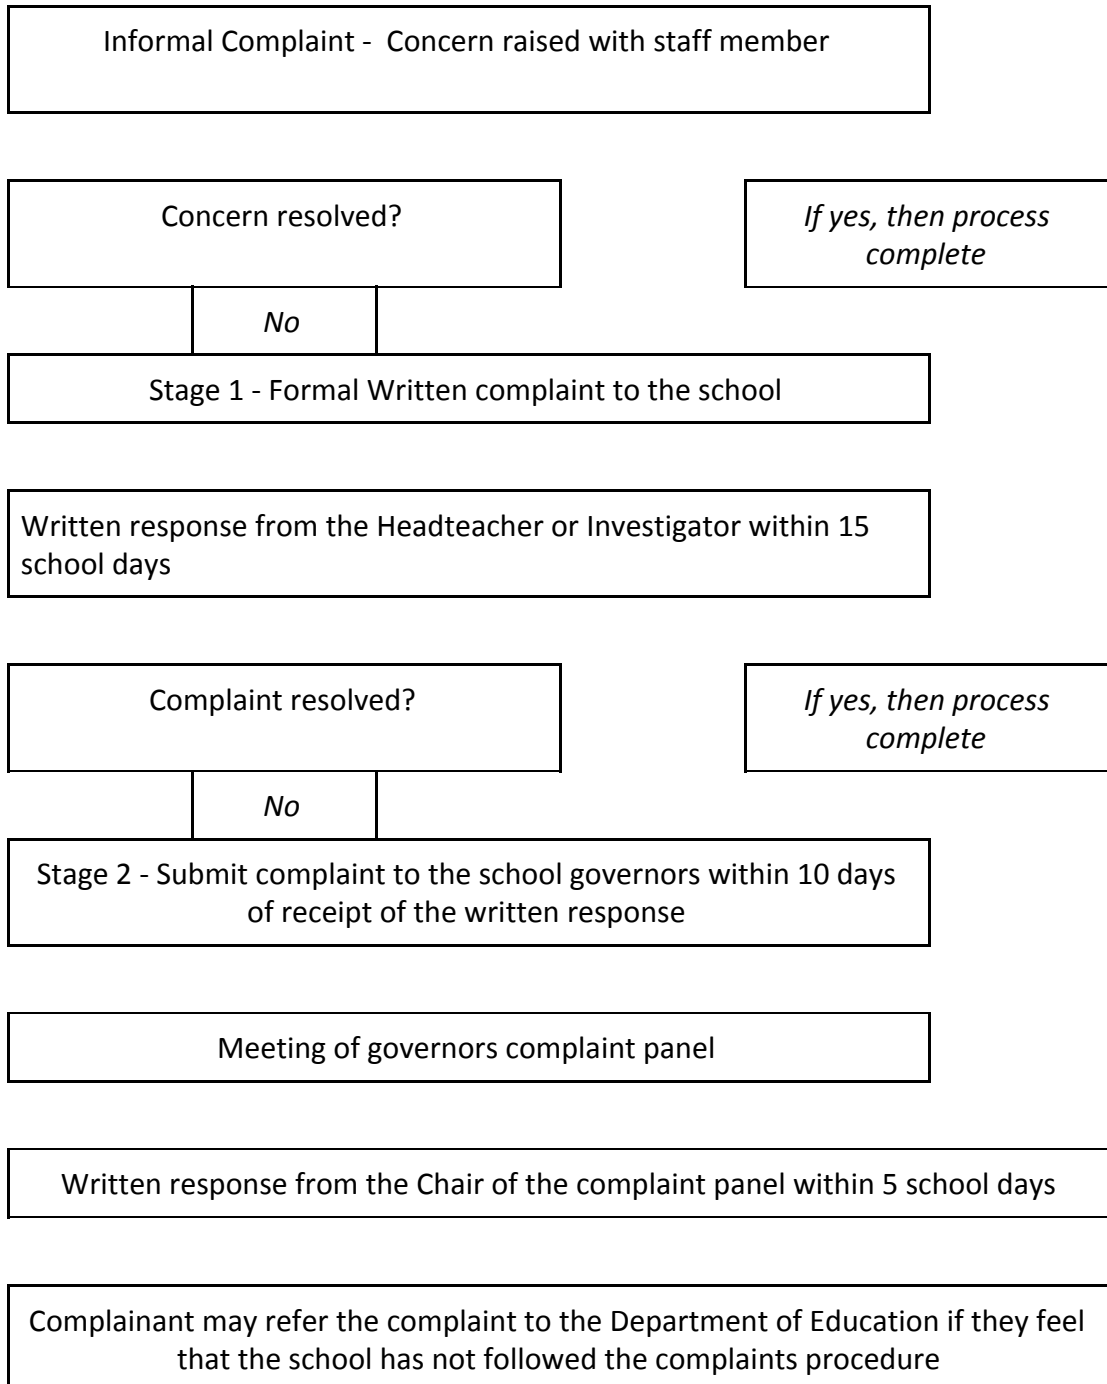 Informal Complaint -  Concern raised with staff member
Concern resolved?
If yes, then process
complete
No
Stage 1 - Formal Written complaint to the school
Written response from the Headteacher or Investigator within 15
school days
Complaint resolved?
If yes, then process
complete
No
Stage 2 - Submit complaint to the school governors within 10 days
of receipt of the written response
Meeting of governors complaint panel
Written response from the Chair of the complaint panel within 5 school days
Complainant may refer the complaint to the Department of Education if they feel
that the school has not followed the complaints procedure